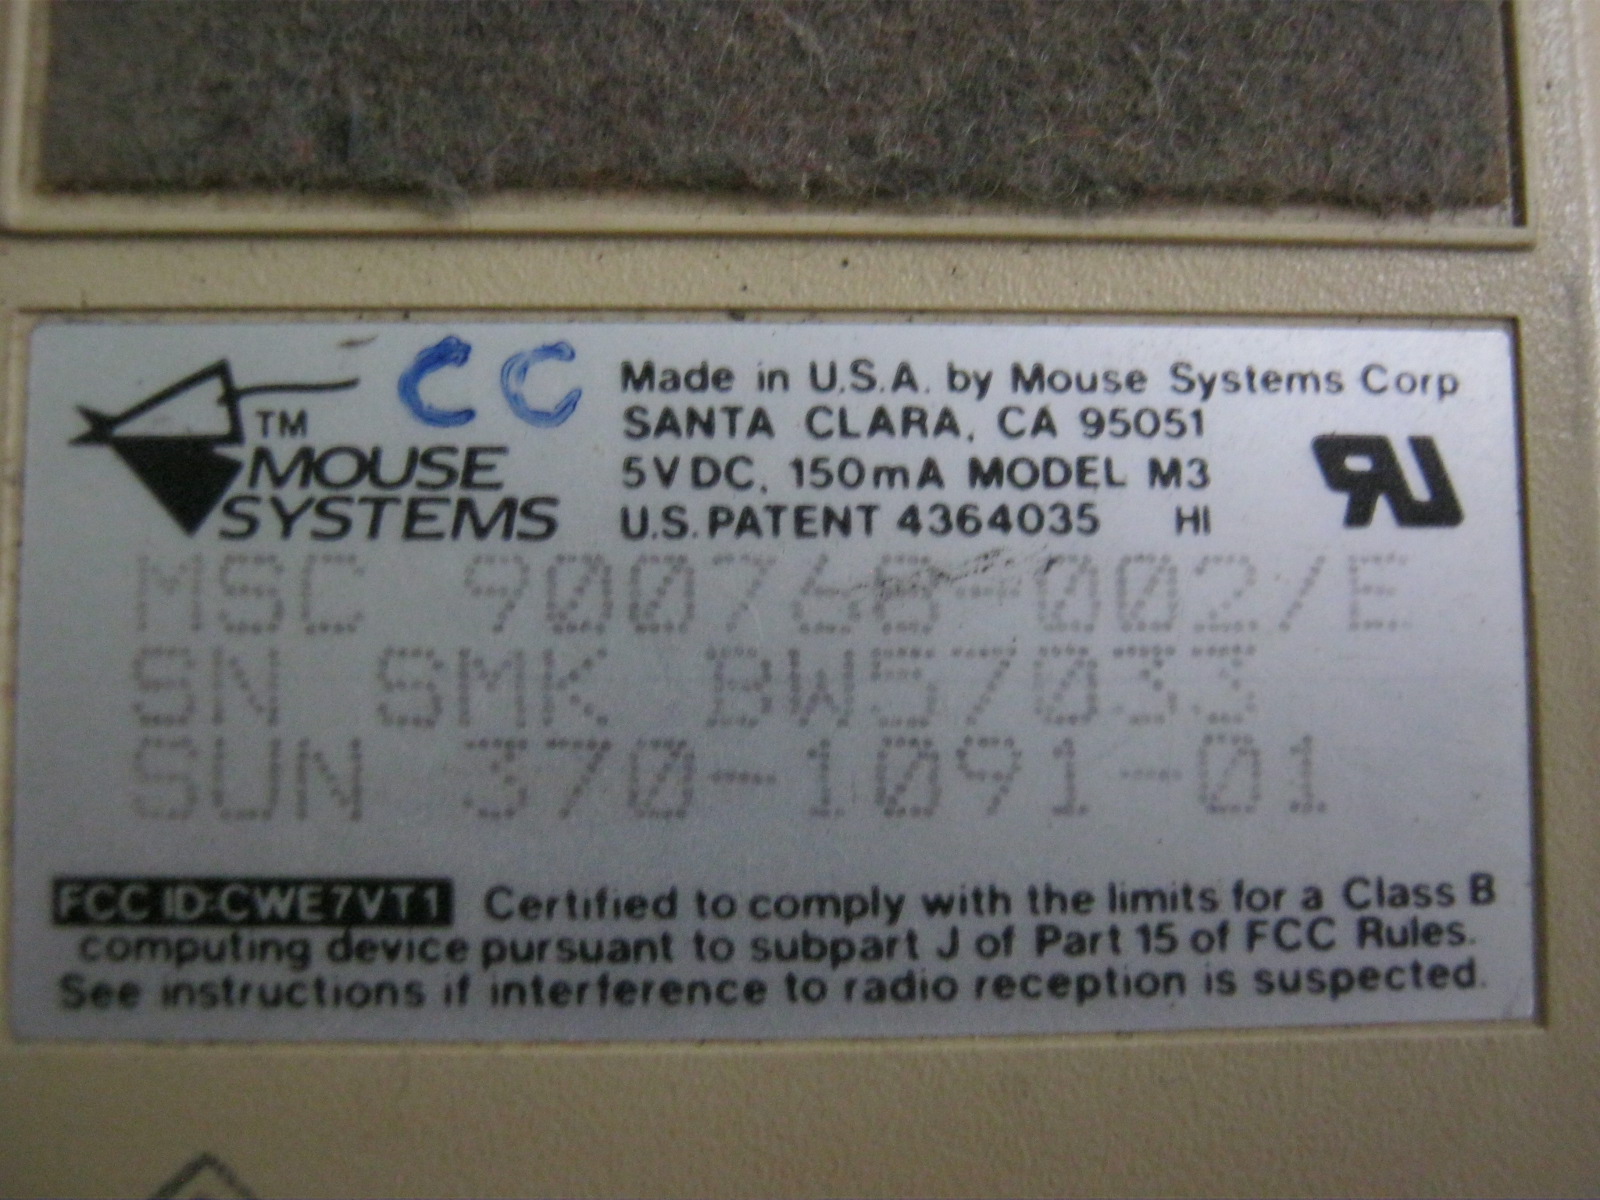 CC
TM
MOUSE
SYSTEMS
Made in U.S.A. by Mouse Systems Corp
SANTA CLARA, CA 95051
5VDC, 150mA MODEL M3
U.S. PATENT 4364035 HI
MSC 900766-002/E
SN SMK BW57033
SUN 370-1091-01
FCC ID:CWE7VT1 Certified to comply with the limits for a Class B
computing device pursuant to subpart J of Part 15 of FCC Rules.
See instructions if interference to radio reception is suspected.